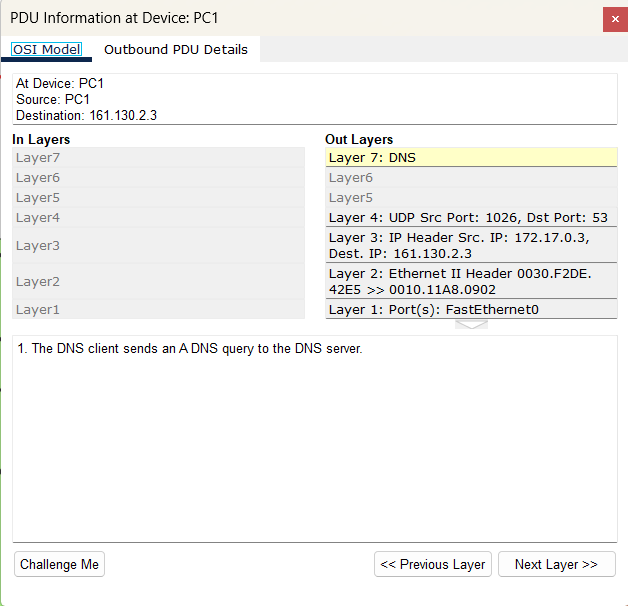 PDU Information at Device: PC1
×
OSI Model Outbound PDU Details
At Device: PC1
Source: PC1
Destination: 161.130.2.3
In Layers
Layer7
Layer6
Layer5
Layer4
Layer3
Layer2
Layer1
Out Layers
Layer 7: DNS
Layer6
Layer5
Layer 4: UDP Src Port: 1026, Dst Port: 53
Layer 3: IP Header Src. IP: 172.17.0.3,
Dest. IP: 161.130.2.3
Layer 2: Ethernet II Header 0030.F2DE.
42E5 >> 0010.11A8.0902
Layer 1: Port(s): FastEthernet0
1. The DNS client sends an A DNS query to the DNS server.
Challenge Me << Previous Layer Next Layer >>